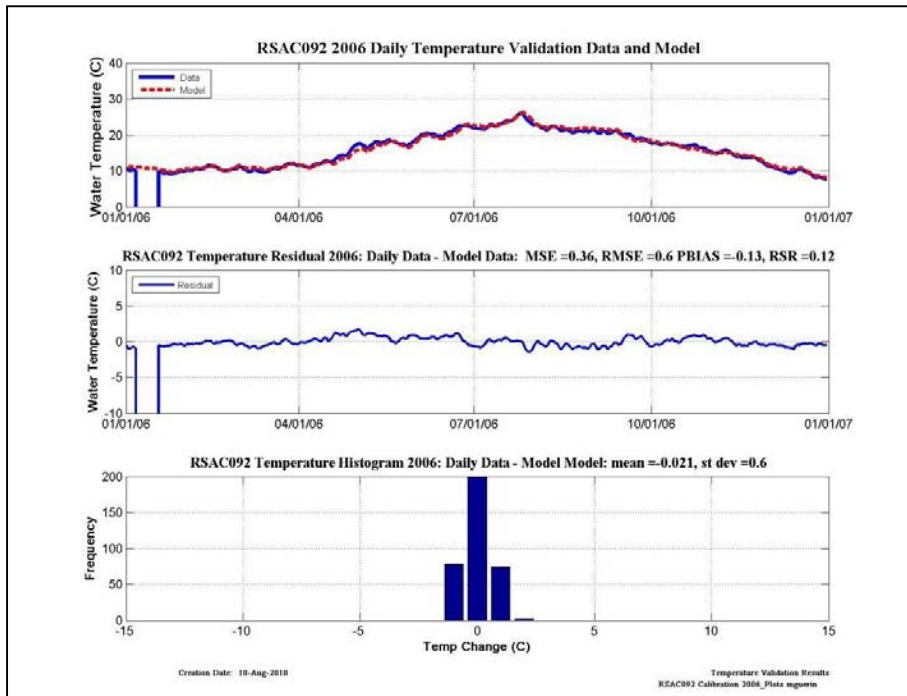 RSAC092 2006 Daily Temperature Validation Data and Model
Water Temperature (C)
40
30
20
10
0
Data
Model
01/01/06 04/01/06 07/01/06 10/01/06 01/01/07
RSAC092 Temperature Residual 2006: Daily Data - Model Data: MSE =0.36, RMSE =0.6 PBIAS =-0.13, RSR =0.12
Water Temperature (C)
10
5
0
-5
-10
Residual
01/01/06 04/01/06 07/01/06 10/01/06 01/01/07
RSAC092 Temperature Histogram 2006: Daily Data - Model Model: mean =-0.021, st dev =0.6
Frequency
200
150
100
50
0
-15 -10 -5 0 5 10 15
Temp Change (C)
Creation Date: 10-Aug-2010
Temperature Validation Results
RSAC092 Calibration 2006_Plots mguerin